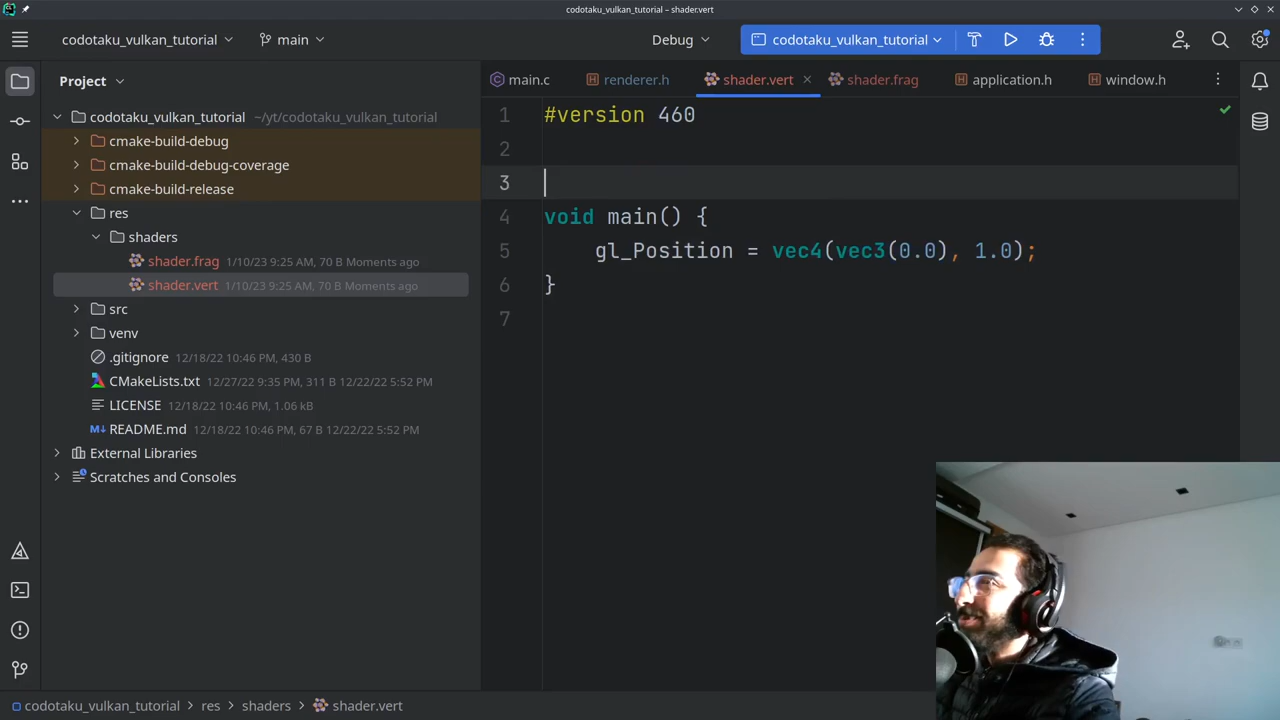 codotaku_vulkan_tutorial – shader.vert
codotaku_vulkan_tutorial
main
Debug
codotaku_vulkan_tutorial
Project
main.c
renderer.h
shader.vert
shader.frag
application.h
window.h
codotaku_vulkan_tutorial ~/yt/codotaku_vulkan_tutorial
cmake-build-debug
cmake-build-debug-coverage
cmake-build-release
res
shaders
shader.frag 1/10/23 9:25 AM, 70 B Moments ago
shader.vert 1/10/23 9:25 AM, 70 B Moments ago
src
venv
.gitignore 12/18/22 10:46 PM, 430 B
CMakeLists.txt 12/27/22 9:35 PM, 311 B 12/22/22 5:52 PM
LICENSE 12/18/22 10:46 PM, 1.06 kB
README.md 12/18/22 10:46 PM, 67 B 12/22/22 5:52 PM
External Libraries
Scratches and Consoles
1 #version 460
2
3
4 void main() {
5 gl_Position = vec4(vec3(0.0), 1.0);
6 }
7
codotaku_vulkan_tutorial > res > shaders > shader.vert